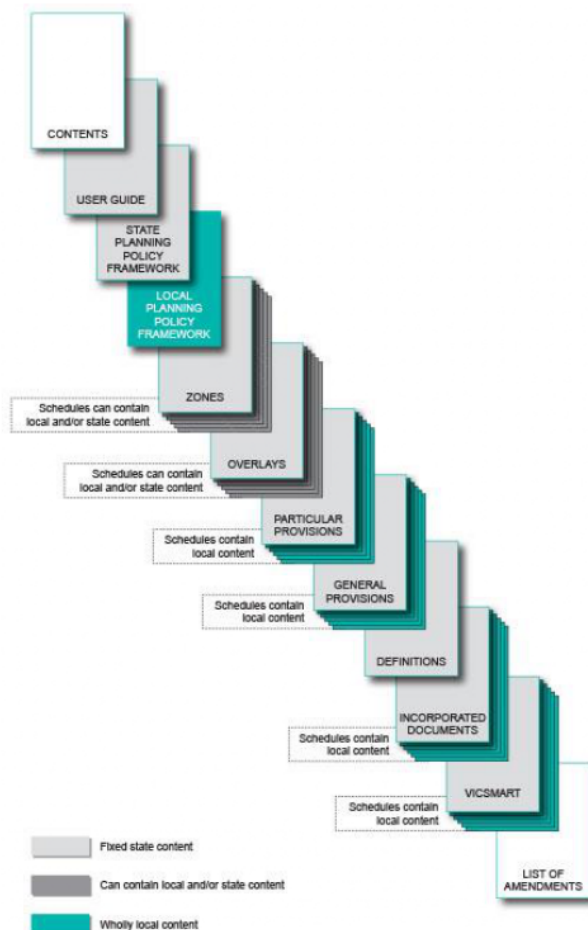 CONTENTS
USER GUIDE
STATE
PLANNING
POLICY
FRAMEWORK
LOCAL
PLANNING
POLICY
FRAMEWORK
ZONES
Schedules can contain
local and/or state content
OVERLAYS
Schedules can contain
local and/or state content
PARTICULAR
PROVISIONS
Schedules contain
local content
GENERAL
PROVISIONS
Schedules contain
local content
DEFINITIONS
INCORPORATED
DOCUMENTS
Schedules contain
local content
VICSMART
Schedules contain
local content
LIST OF
AMENDMENTS
Fixed state content
Can contain local and/or state content
Wholly local content